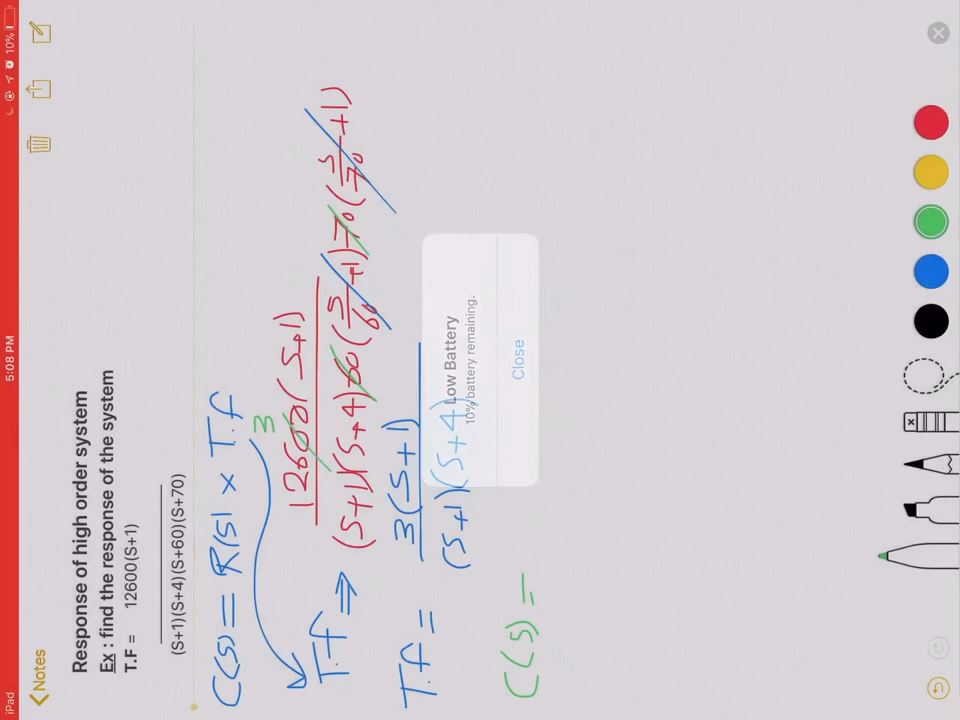 iPad
5:08 PM
10%
Notes
Response of high order system
Ex : find the response of the system
T.F = 12600(S+1)
(S+1)(S+4)(S+60)(S+70)
C(s) = R(s) × T.f
3
12600(S+1)
T.f ⇒ (S+1)(S+4)60(S/60+1)70(S/70+1)
3(S+1)
T.f =
(S+1)(S+4)
Low Battery
10% battery remaining.
Close
C(s) =